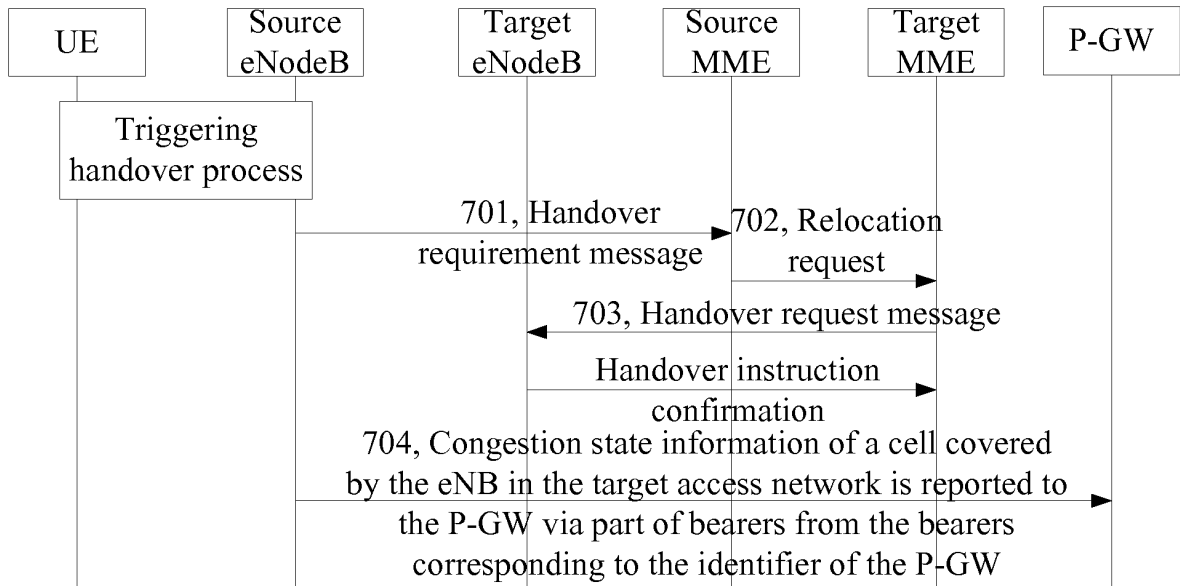 UE
Source
eNodeB
Target
eNodeB
Source
MME
Target
MME
P-GW
Triggering
handover process
701, Handover
requirement message
702, Relocation
request
703, Handover request message
Handover instruction
confirmation
704, Congestion state information of a cell covered
by the eNB in the target access network is reported to
the P-GW via part of bearers from the bearers
corresponding to the identifier of the P-GW